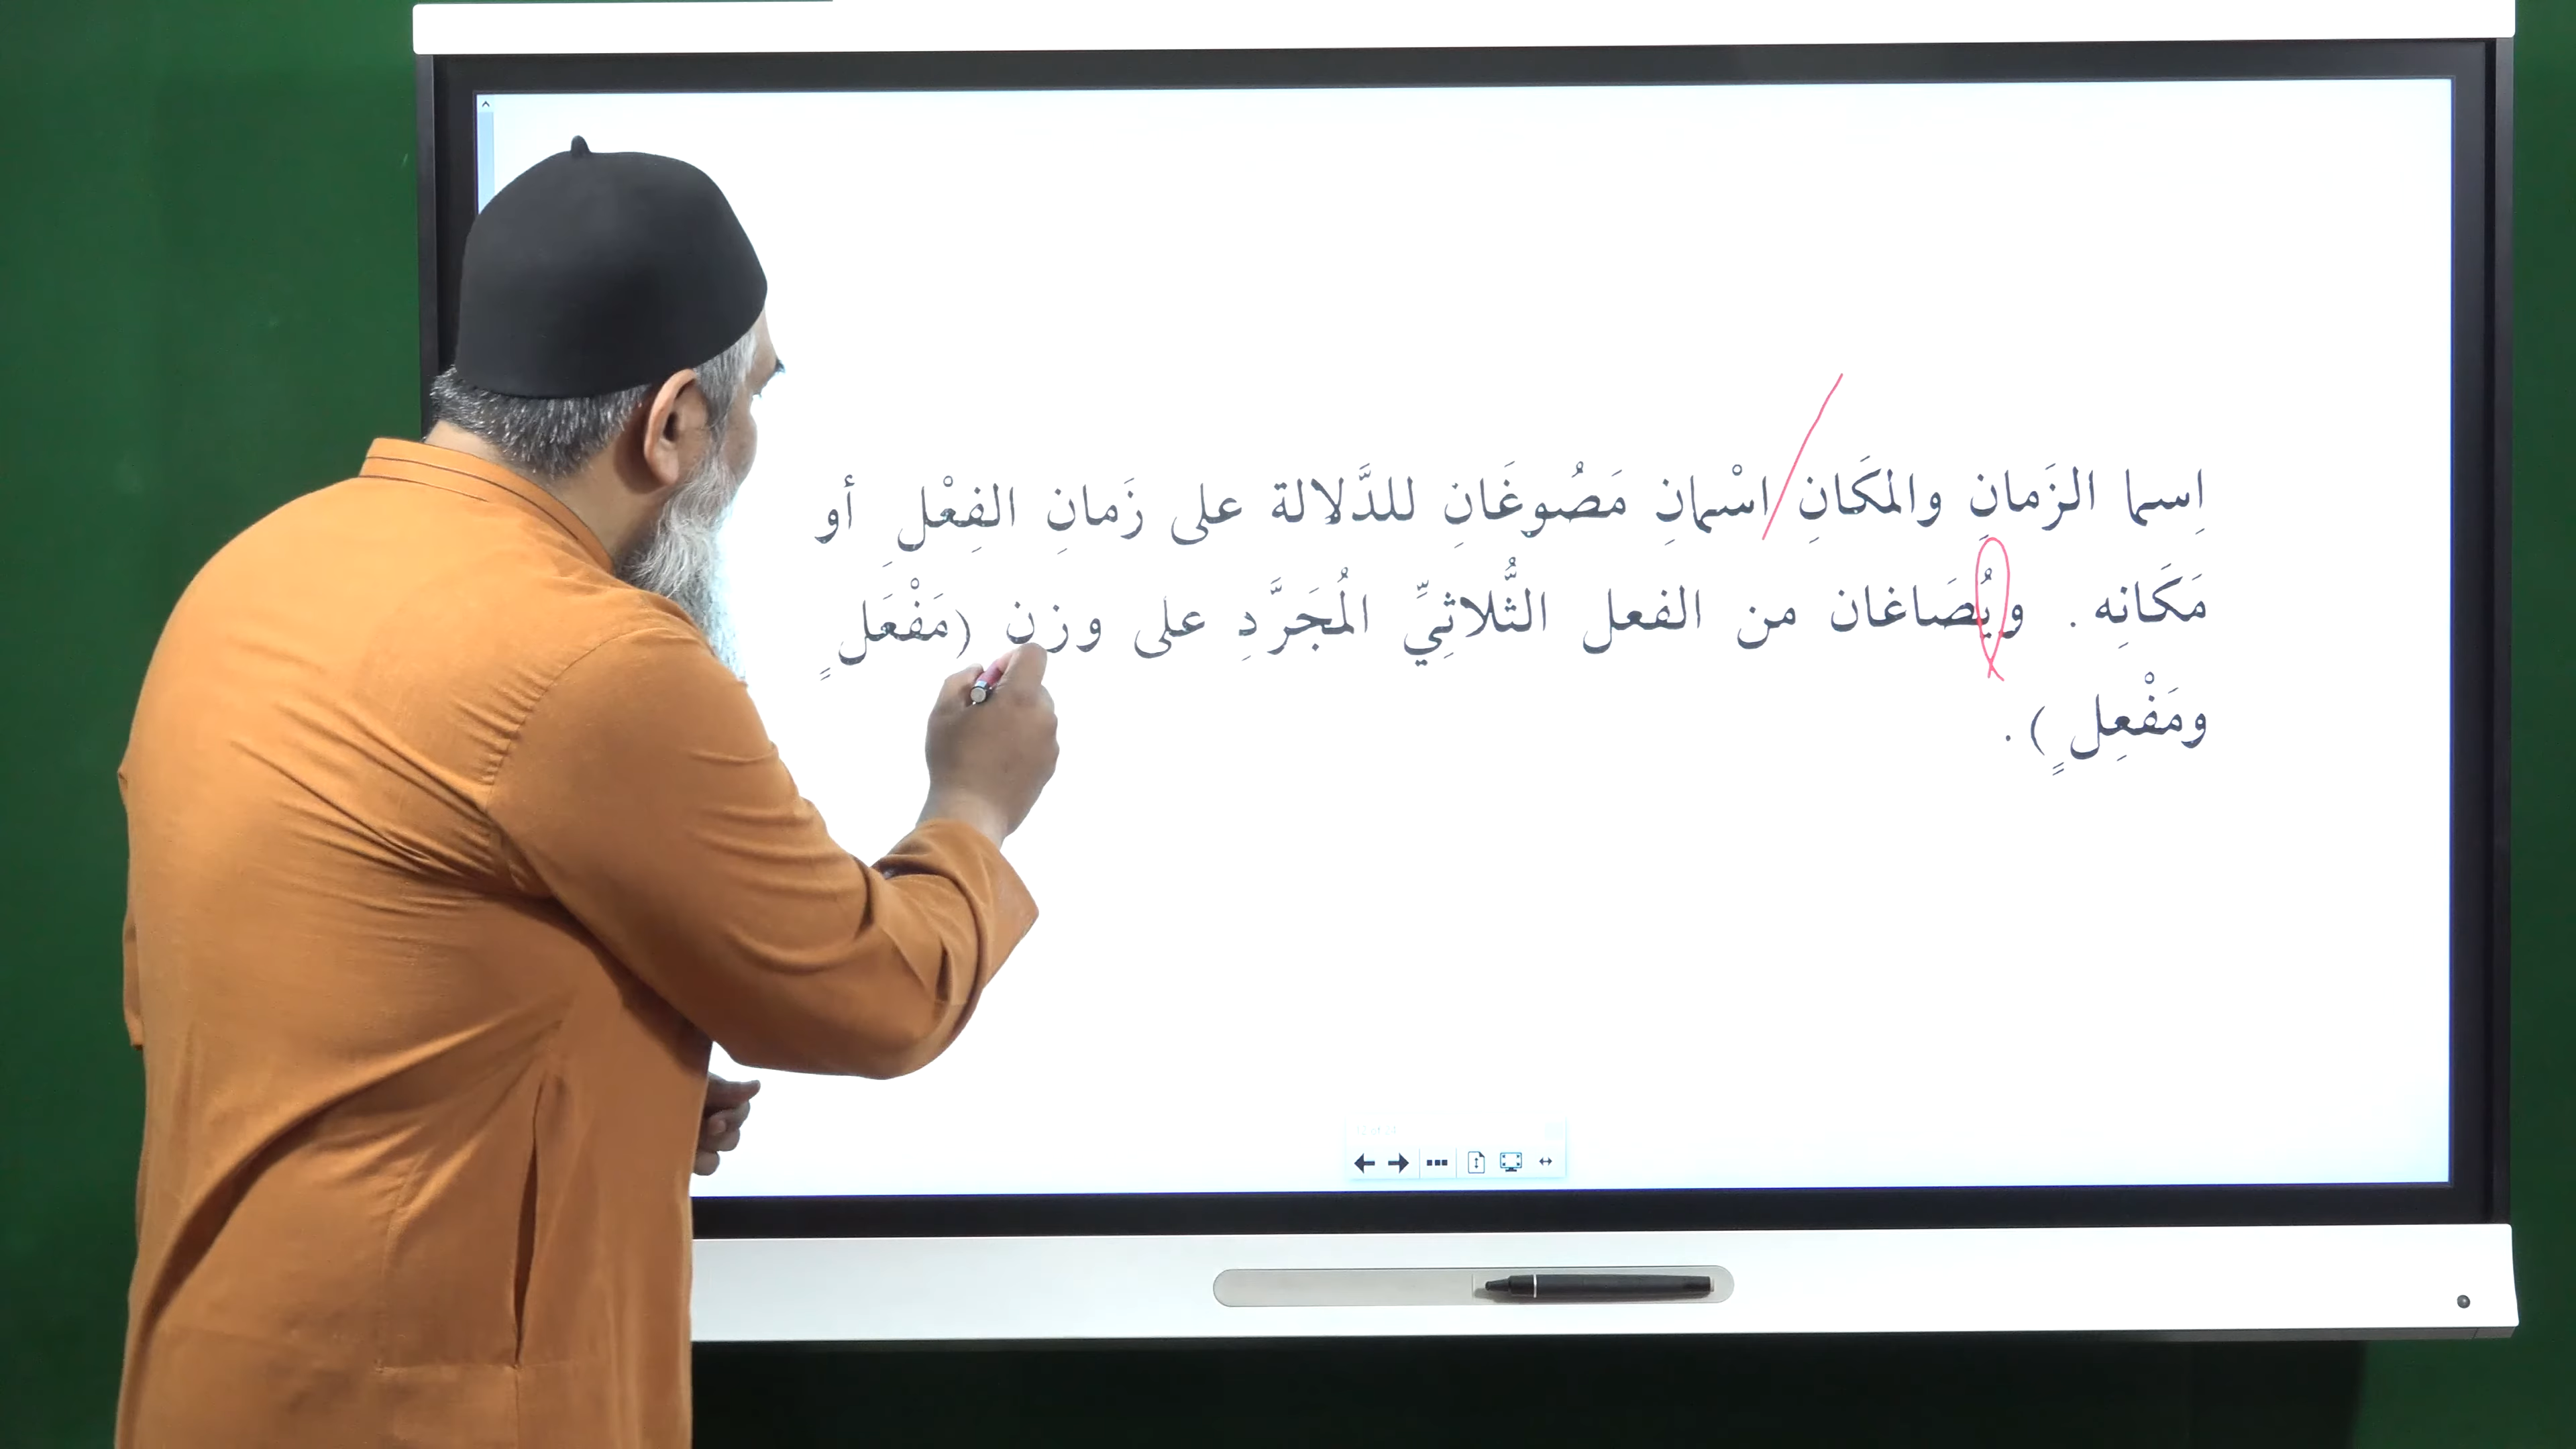 اِسما الزَمانِ والمَكَانِ اسْمانِ مَصُوغَانِ للدَّلالة على زَمانِ الفِعْلِ أو
مَكَانِه . ويُصَاغان من الفعل الثُّلاثيِّ المُجَرَّدِ على وزن (مَفْعَلٍ
ومَفْعِلٍ ) .